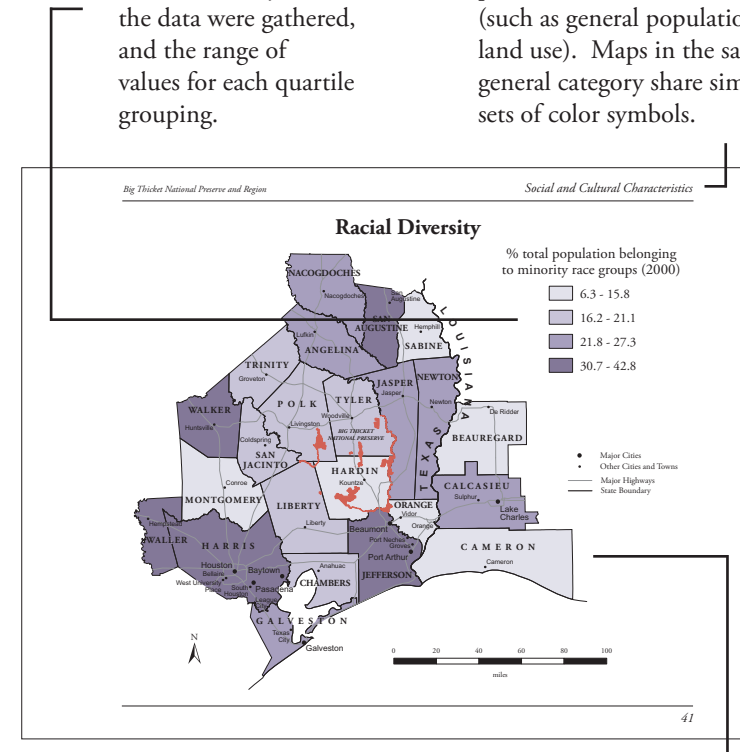 the data were gathered,
and the range of
values for each quartile
grouping.
land use). Maps in the
general category share
sets of color symbols.
(such as general
Big Thicket National Preserve and Region
Social and Cultural Characteristics
Racial Diversity
% total population belonging
to minority race groups (2000)
6.3 - 15.8
16.2 - 21.1
21.8 - 27.3
30.7 - 42.8
NACOGDOCHES
Nacogdoches
San
Augustine
SAN
AUGUSTINE
Hemphill
SABINE
LOUISIANA
Lufkin
ANGELINA
TRINITY
Groveton
JASPER
Jasper
NEWTON
Newton
POLK
TYLER
Woodville
WALKER
Huntsville
Livingston
BIG THICKET
NATIONAL PRESERVE
De Ridder
BEAUREGARD
Coldspring
SAN
JACINTO
TEXAS
HARDIN
Kountze
Conroe
MONTGOMERY
LIBERTY
CALCASIEU
Sulphur
Lake
Charles
ORANGE
Vidor
Orange
Hempstead
WALLER
HARRIS
Liberty
Beaumont
Port Neches
Groves
Port Arthur
JEFFERSON
CAMERON
Cameron
Houston
Bellaire
West University
Place
South
Houston
Baytown
Pasadena
League
City
Anahuac
CHAMBERS
GALVESTON
Texas
City
Galveston
Major Cities
Other Cities and Towns
Major Highways
State Boundary
N
0 20 40 60 80 100
miles
41